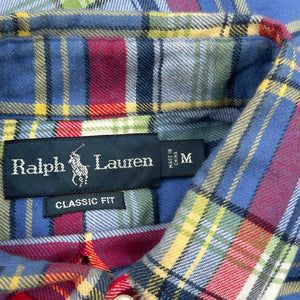 Ralph Lauren
M
MADE IN
CHINA
CLASSIC FIT